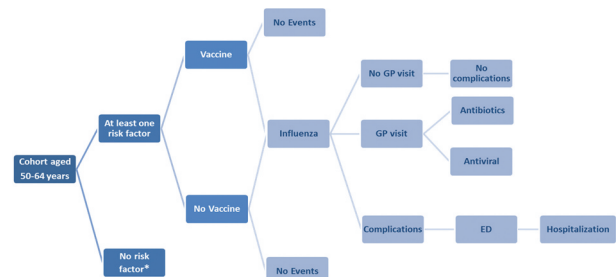 No Events
Vaccine
No GP visit
No
complications
Antibiotics
At least one
risk factor
Influenza
GP visit
Cohort aged
50-64 years
Antiviral
No Vaccine
Complications
ED
Hospitalization
No risk
factor*
No Events